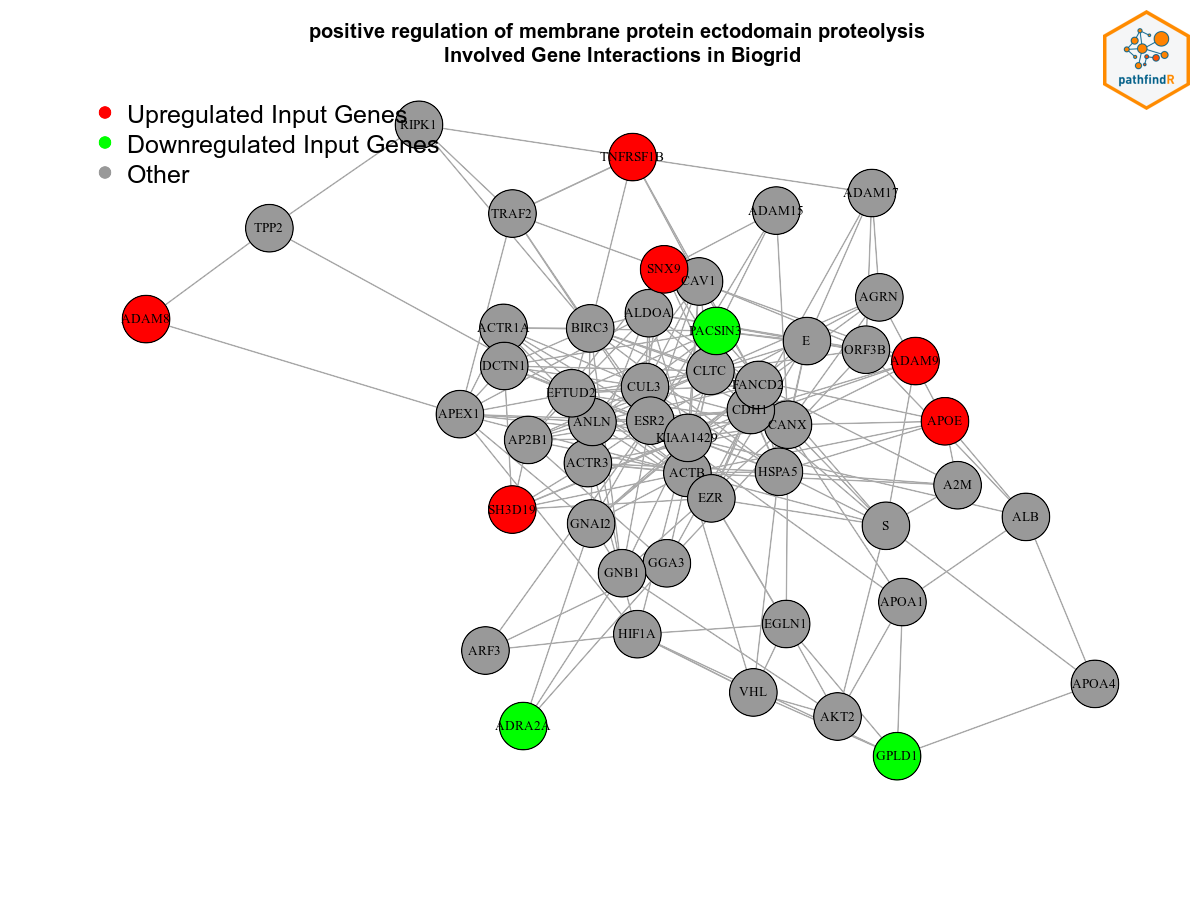 positive regulation of membrane protein ectodomain proteolysis
Involved Gene Interactions in Biogrid
pathfindR
Upregulated Input Genes
Downregulated Input Genes
Other
RIPK1
TNFRSF1B
ADAM17
ADAM15
TRAF2
TPP2
SNX9
CAV1
AGRN
ADAM8
ALDOA
ACTR1A
BIRC3
PACSIN3
E
ORF3B
ADAM9
DCTN1
CLTC
FANCD2
CUL3
EFTUD2
CDH1
APEX1
ANLN
ESR2
CANX
APOE
KIAA1429
AP2B1
ACTR3
ACTB
HSPA5
A2M
EZR
SH3D19
ALB
GNAI2
S
GGA3
GNB1
APOA1
EGLN1
HIF1A
ARF3
APOA4
VHL
AKT2
ADRA2A
GPLD1